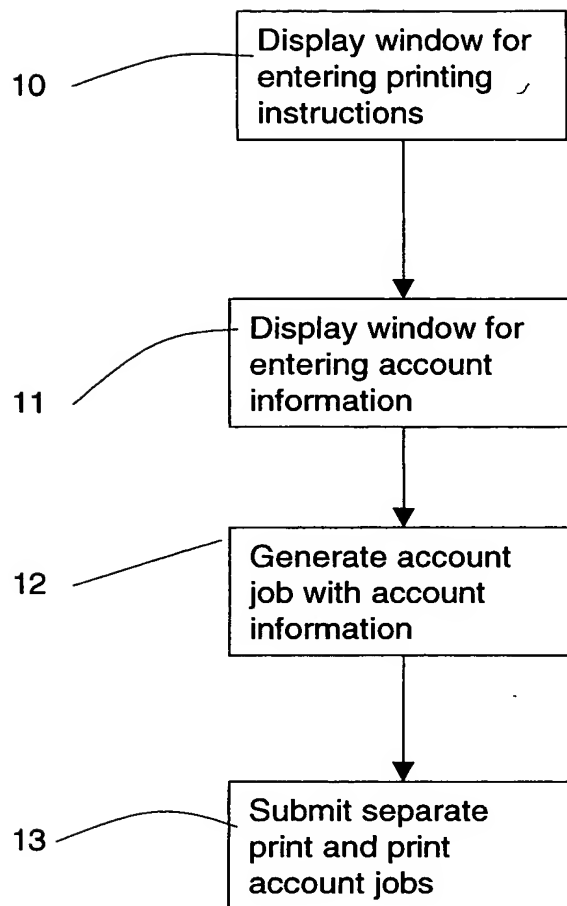 10
Display window for
entering printing
instructions
11
Display window for
entering account
information
12
Generate account
job with account
information
13
Submit separate
print and print
account jobs